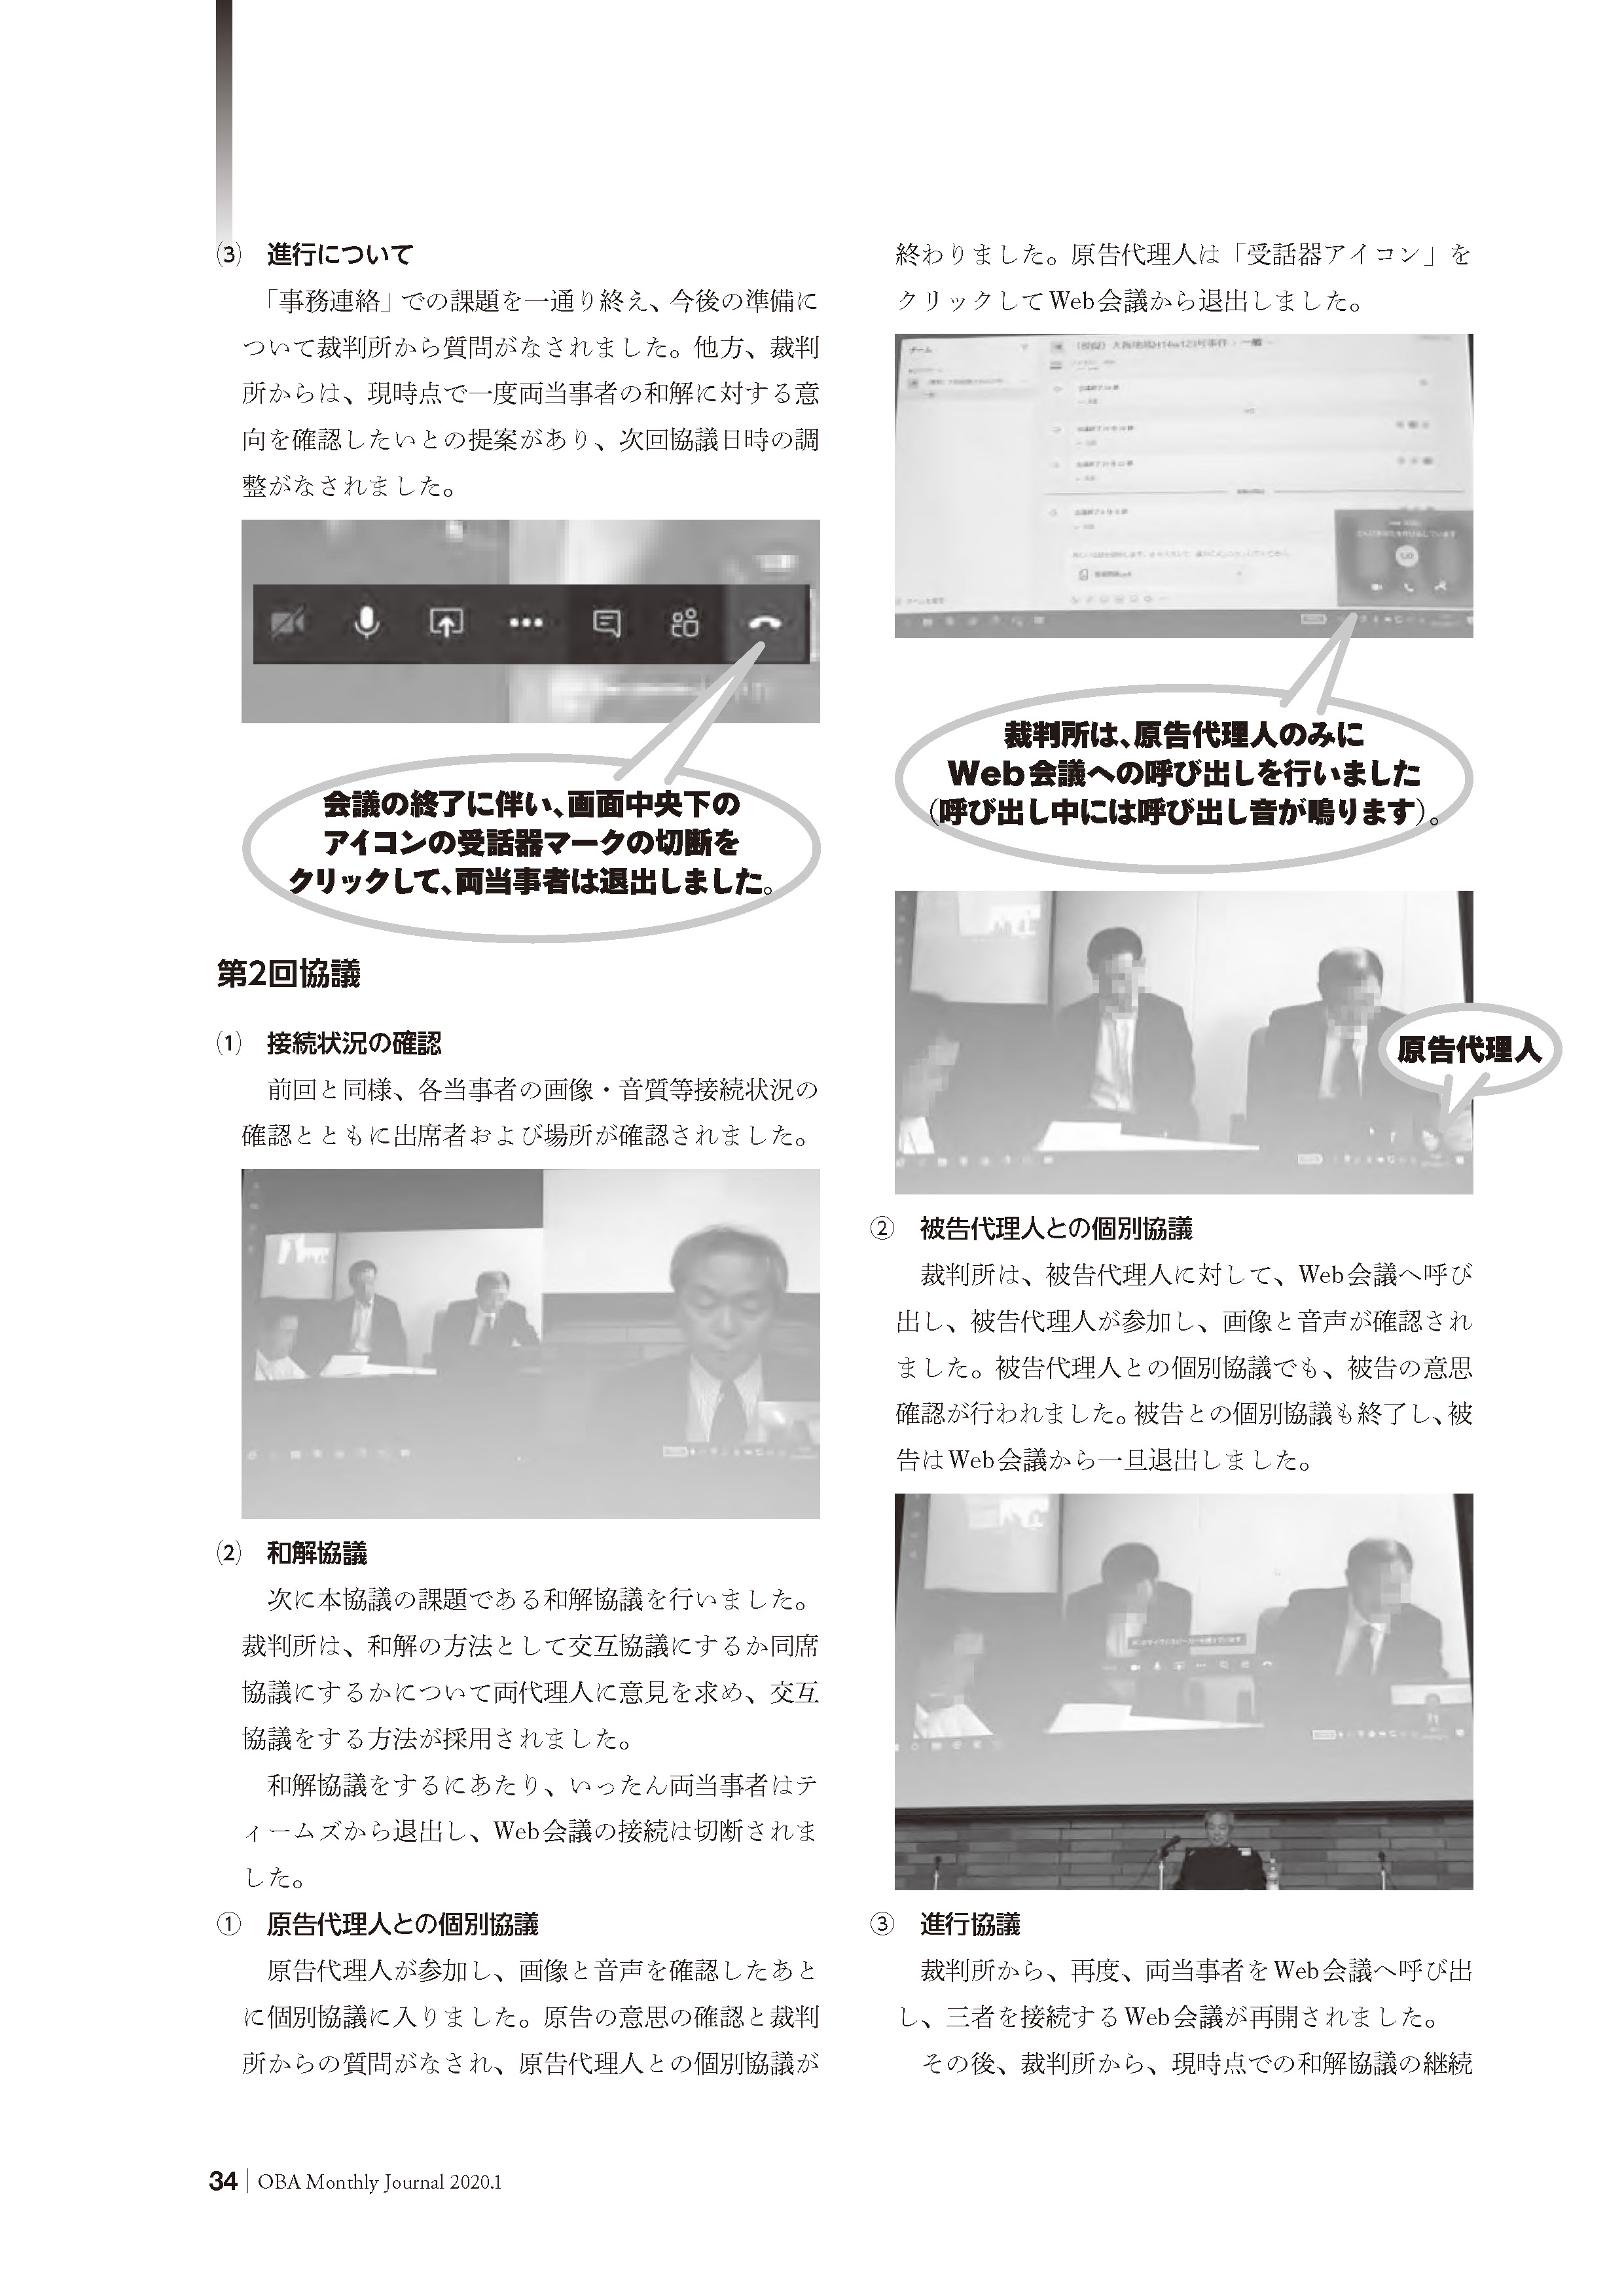 ⑶　進行について
「事務連絡」での課題を一通り終え、今後の準備に
ついて裁判所から質問がなされました。他方、裁判
所からは、現時点で一度両当事者の和解に対する意
向を確認したいとの提案があり、次回協議日時の調
整がなされました。
会議の終了に伴い、画面中央下の
アイコンの受話器マークの切断を
クリックして、両当事者は退出しました。
第2回協議
⑴　接続状況の確認
前回と同様、各当事者の画像・音質等接続状況の
確認とともに出席者および場所が確認されました。
⑵　和解協議
次に本協議の課題である和解協議を行いました。
裁判所は、和解の方法として交互協議にするか同席
協議にするかについて両代理人に意見を求め、交互
協議をする方法が採用されました。
和解協議をするにあたり、いったん両当事者はテ
ィームズから退出し、Web会議の接続は切断されま
した。
①　原告代理人との個別協議
原告代理人が参加し、画像と音声を確認したあと
に個別協議に入りました。原告の意思の確認と裁判
所からの質問がなされ、原告代理人との個別協議が
終わりました。原告代理人は「受話器アイコン」を
クリックしてWeb会議から退出しました。
チーム
裁判所は、原告代理人のみに
Web会議への呼び出しを行いました
（呼び出し中には呼び出し音が鳴ります）。
原告代理人
②　被告代理人との個別協議
裁判所は、被告代理人に対して、Web会議へ呼び
出し、被告代理人が参加し、画像と音声が確認され
ました。被告代理人との個別協議でも、被告の意思
確認が行われました。被告との個別協議も終了し、被
告はWeb会議から一旦退出しました。
③　進行協議
裁判所から、再度、両当事者をWeb会議へ呼び出
し、三者を接続するWeb会議が再開されました。
その後、裁判所から、現時点での和解協議の継続
34 OBA Monthly Journal 2020.1